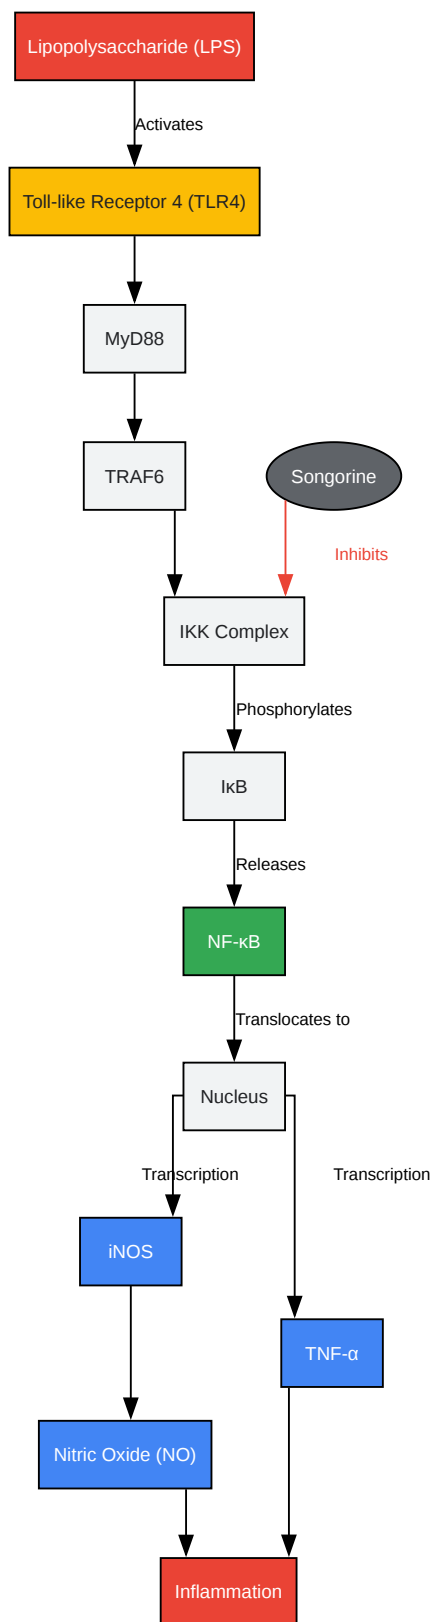 Lipopolysaccharide (LPS)
Activates
Toll-like Receptor 4 (TLR4)
MyD88
TRAF6
Songorine
Inhibits
IKK Complex
Phosphorylates
IκB
Releases
NF-κB
Translocates to
Nucleus
Transcription
Transcription
iNOS
TNF-α
Nitric Oxide (NO)
Inflammation